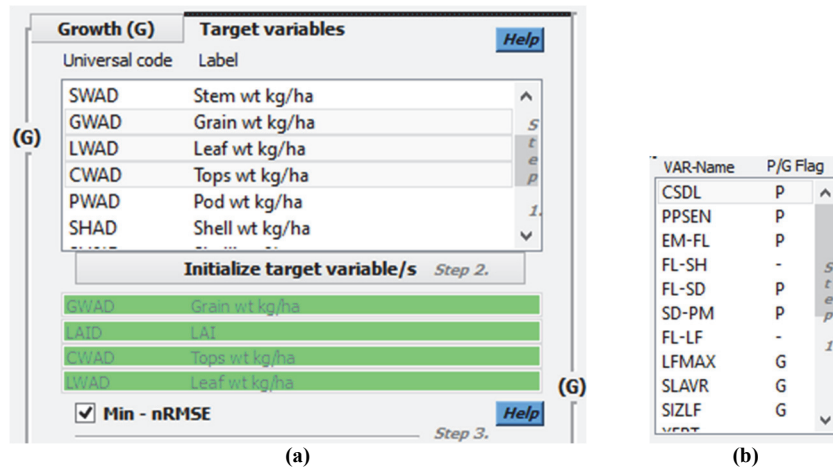 Growth (G) Target variables Help
Universal code Label
SWAD Stem wt kg/ha
GWAD Grain wt kg/ha
LWAD Leaf wt kg/ha
CWAD Tops wt kg/ha
PWAD Pod wt kg/ha
SHAD Shell wt kg/ha
(G)
Step 1.
Initialize target variable/s Step 2.
GWAD Grain wt kg/ha
LAID LAI
CWAD Tops wt kg/ha
LWAD Leaf wt kg/ha
(G)
Min - nRMSE Help
Step 3.
(a)
VAR-Name P/G Flag
CSDL P
PPSEN P
EM-FL P
FL-SH -
FL-SD P
SD-PM P
FL-LF -
LFMAX G
SLAVR G
SIZLF G
Step 1
(b)